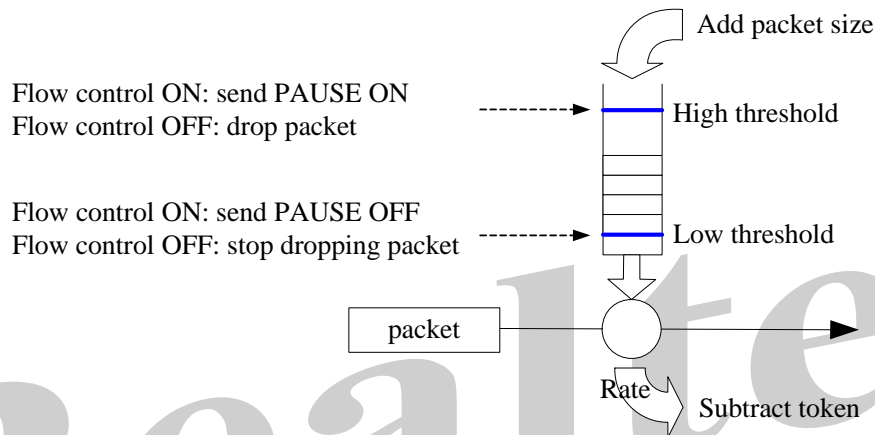 Add packet size
Flow control ON: send PAUSE ON
Flow control OFF: drop packet
High threshold
Flow control ON: send PAUSE OFF
Flow control OFF: stop dropping packet
Low threshold
packet
Rate
Subtract token
ealte